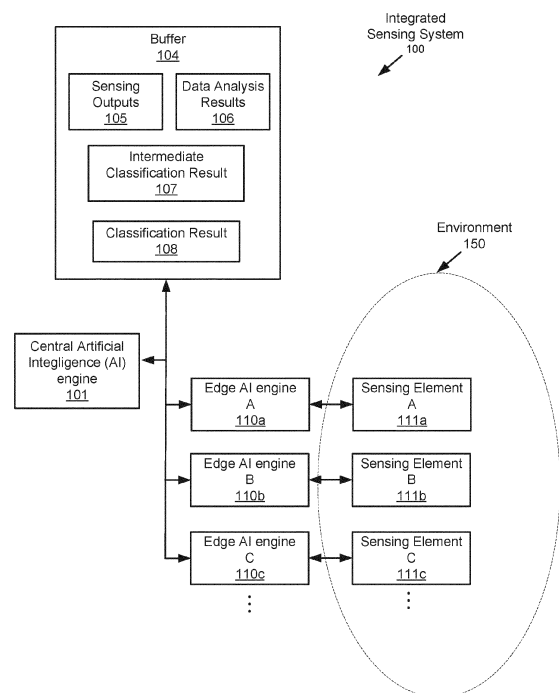 Integrated
Sensing System
100
Buffer
104
Sensing
Outputs
105
Data Analysis
Results
106
Intermediate
Classification Result
107
Classification Result
108
Environment
150
Central Artificial
Integligence (AI)
engine
101
Edge AI engine
A
110a
Sensing Element
A
111a
Edge AI engine
B
110b
Sensing Element
B
111b
Edge AI engine
C
110c
Sensing Element
C
111c